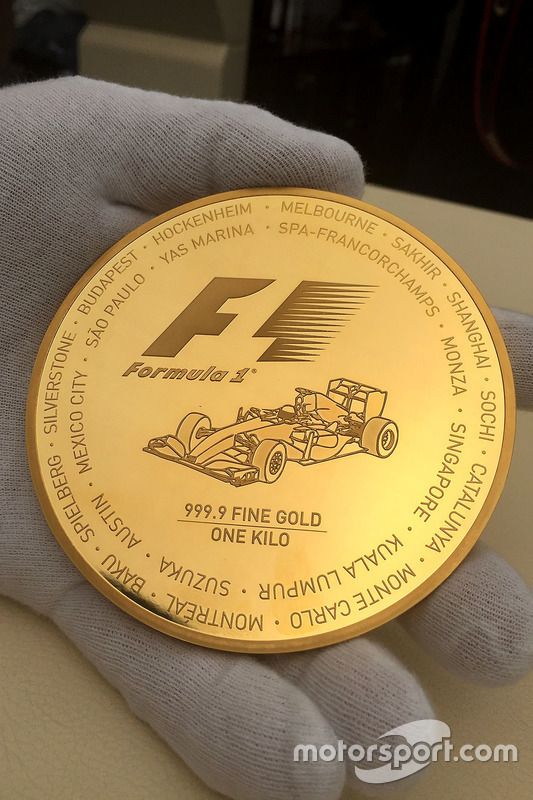 MELBOURNE · SAKHIR · SHANGHAI · SOCHI · CATALUNYA · MONTE CARLO · MONTRÉAL · BAKU · SPIELBERG · SILVERSTONE · BUDAPEST · HOCKENHEIM ·
SPA-FRANCORCHAMPS · MONZA · SINGAPORE · KUALA LUMPUR · SUZUKA · AUSTIN · MEXICO CITY · SÃO PAULO · YAS MARINA ·
F1
Formula 1®
999.9 FINE GOLD
ONE KILO
motorsport.com